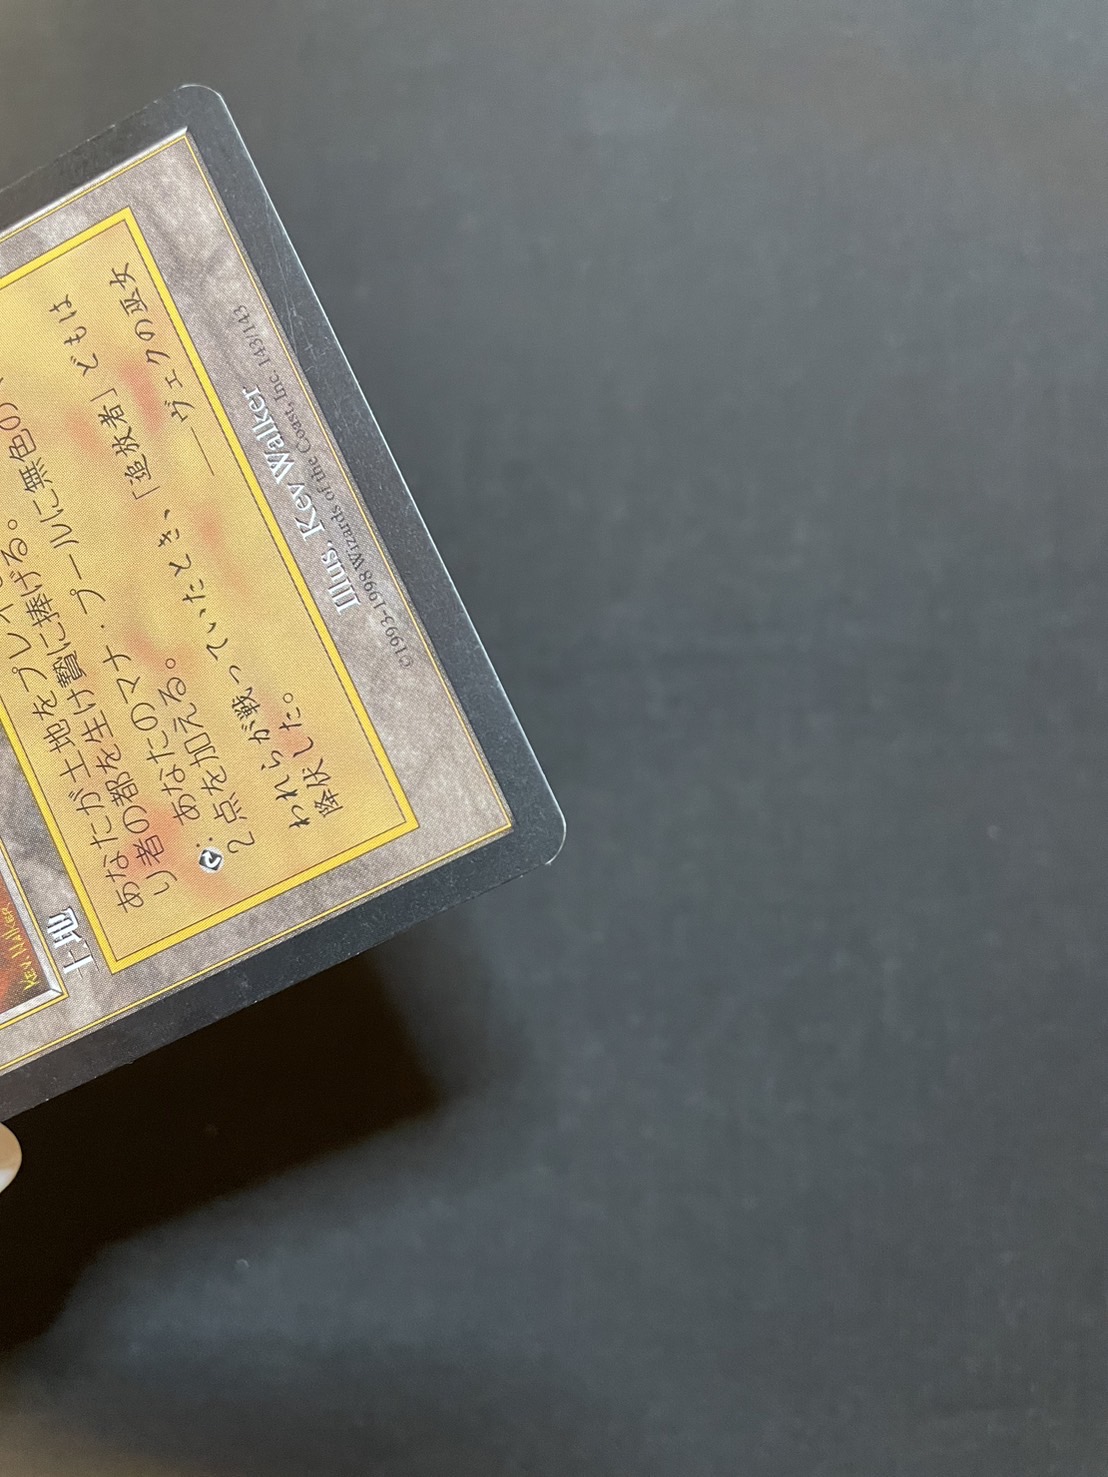 KEV.WALKER
土地
あなたが土地をプレイ
り者の都を生け贄に捧げる。
: あなたのマナ・プールに無色の
2点を加える。
われらが戦っていたとき、「追放者」どもは
降伏した。
―ヴェクの巫女
Illus. Kev Walker
©1993-1998 Wizards of the Coast, Inc. 143/143